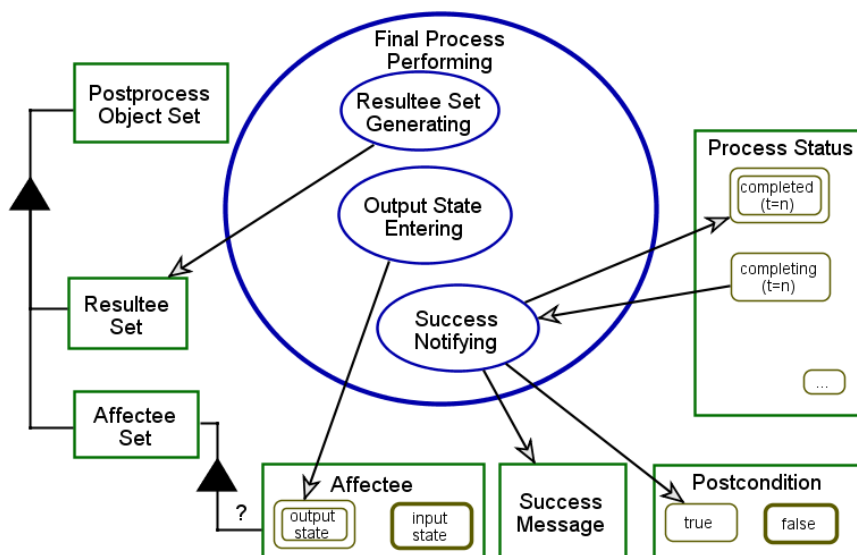 Final Process
Performing
Postprocess
Object Set
Resultee Set
Generating
Process Status
completed
(t=n)
Output State
Entering
completing
(t=n)
Resultee
Set
Success
Notifying
...
Affectee
Set
?
Affectee
output
state
input
state
Success
Message
Postcondition
true
false